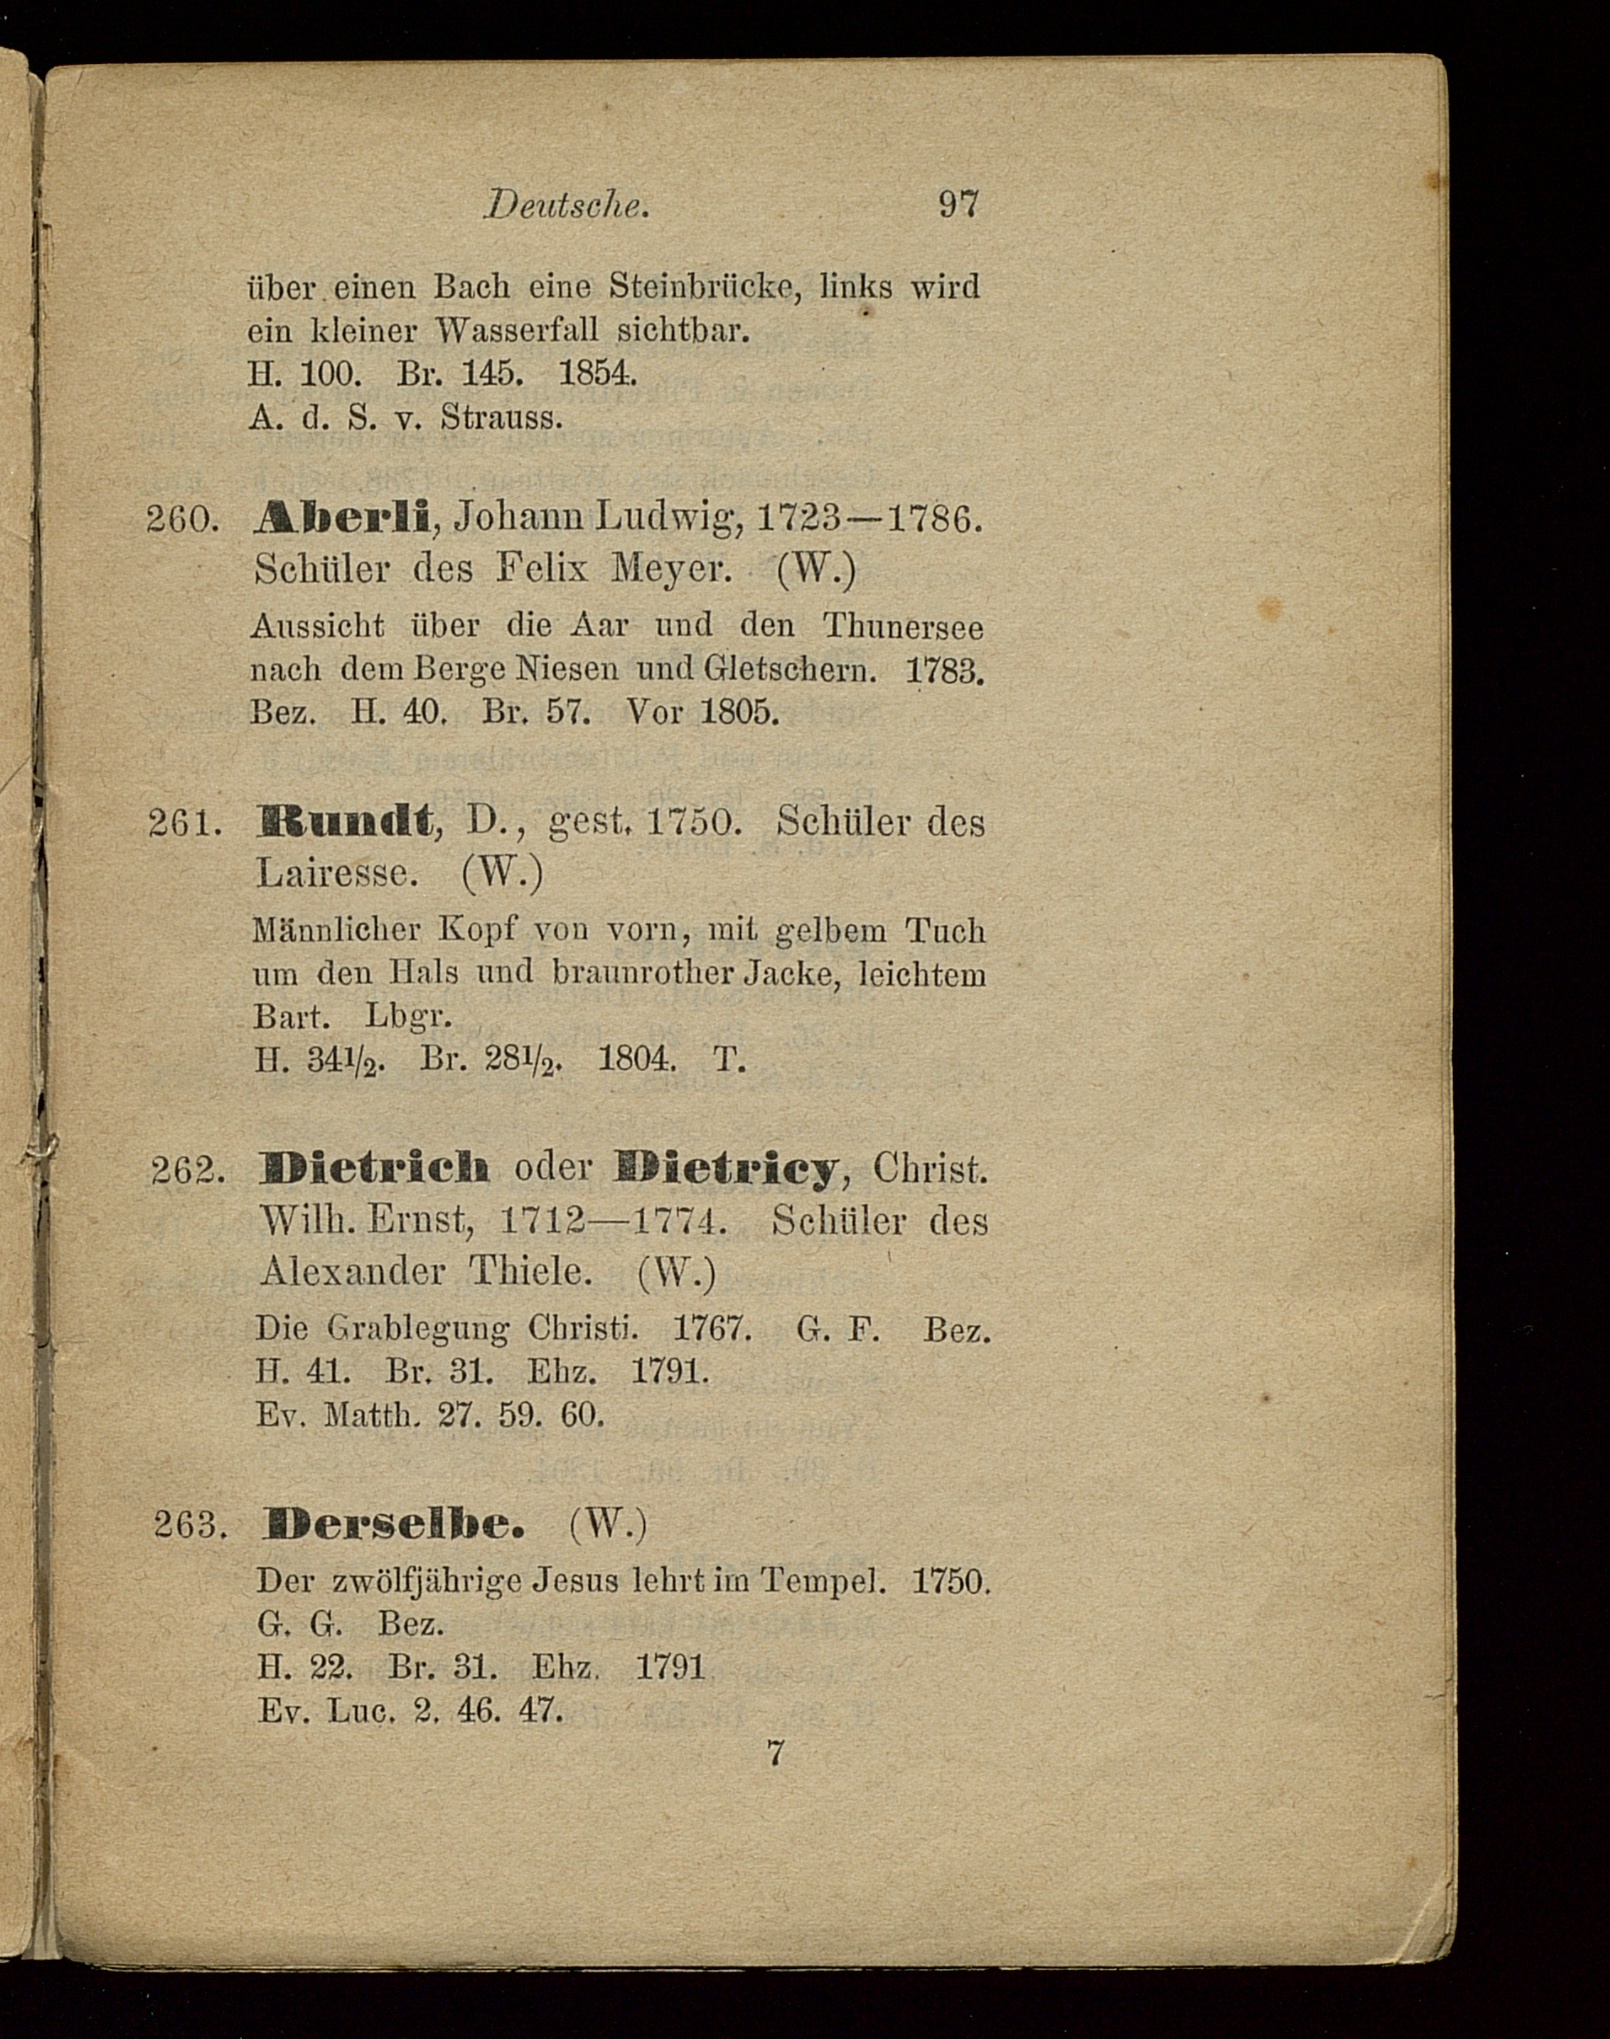 Deutsche. 97
über einen Bach eine Steinbrücke, links wird
ein kleiner Wasserfall sichtbar.
H. 100. Br. 145. 1854.
A. d. S. v. Strauss.
260. Aberli, Johann Ludwig, 1723—1786.
Schüler des Felix Meyer. (W.)
Aussicht über die Aar und den Thunersee
nach dem Berge Niesen und Gletschern. 1783.
Bez. H. 40. Br. 57. Vor 1805.
261. Rundt, D., gest. 1750. Schüler des
Lairesse. (W.)
Männlicher Kopf von vorn, mit gelbem Tuch
um den Hals und braunrother Jacke, leichtem
Bart. Lbgr.
H. 34½. Br. 28½. 1804. T.
262. Dietrich oder Dietricy, Christ.
Wilh. Ernst, 1712—1774. Schüler des
Alexander Thiele. (W.)
Die Grablegung Christi. 1767. G. F. Bez.
H. 41. Br. 31. Ehz. 1791.
Ev. Matth. 27. 59. 60.
263. Derselbe. (W.)
Der zwölfjährige Jesus lehrt im Tempel. 1750.
G. G. Bez.
H. 22. Br. 31. Ehz. 1791
Ev. Luc. 2. 46. 47.
7